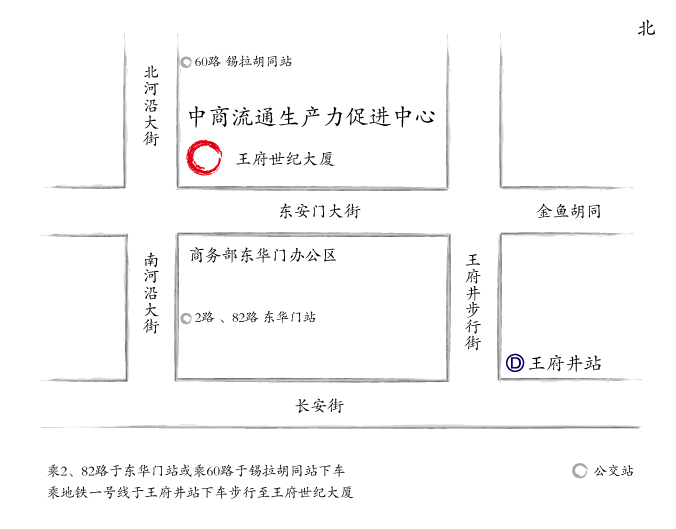 北
60路 锡拉胡同站
北河沿大街
中商流通生产力促进中心
王府世纪大厦
东安门大街
金鱼胡同
商务部东华门办公区
南河沿大街
王府井步行街
2路 、82路 东华门站
D 王府井站
长安街
乘2、82路于东华门站或乘60路于锡拉胡同站下车
公交站
乘地铁一号线于王府井站下车步行至王府世纪大厦